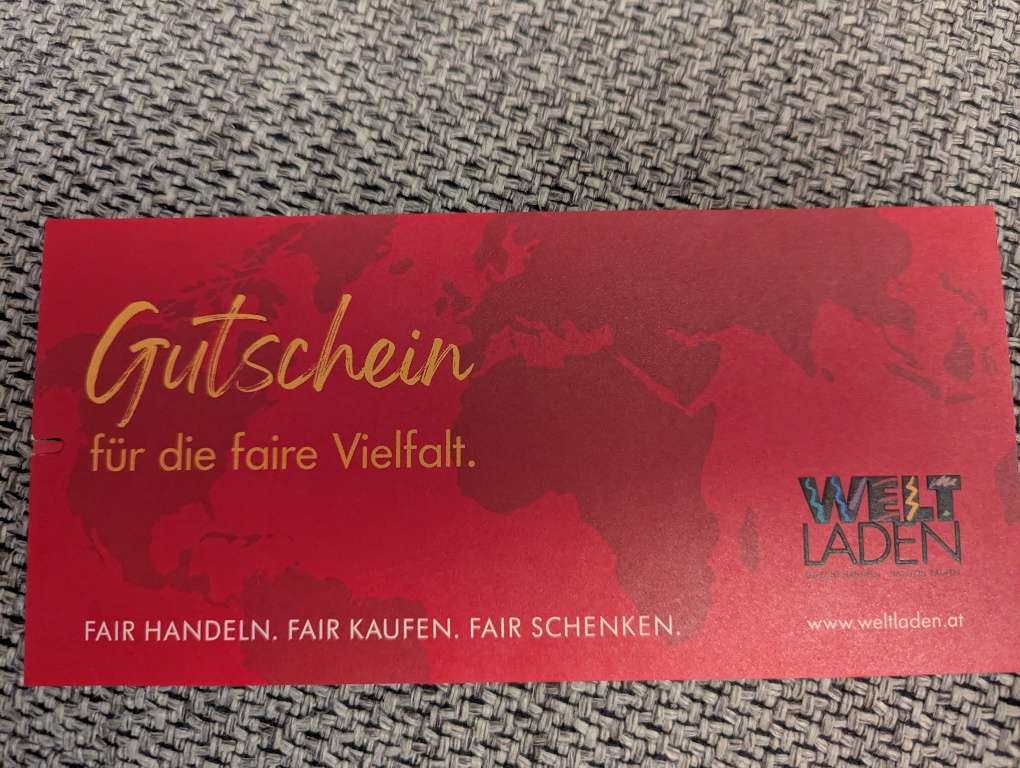 Gutschein
für die faire Vielfalt.
WELT
LADEN
FAIR HANDELN. FAIR KAUFEN. FAIR SCHENKEN.
www.weltladen.at